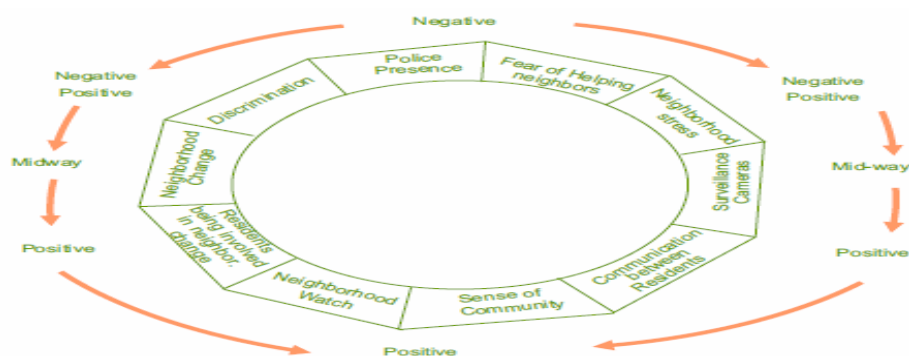 Negative
Negative
Positive
Midway
Positive
Negative
Positive
Mid-way
Positive
Positive
Police
Presence
Fear of Helping
neighbors
Neighborhood
stress
Surveillance
Cameras
Communication
between
Residents
Sense of
Community
Neighborhood
Watch
Residents
being involved
in neighbor.
change
Neighborhood
Change
Discrimination